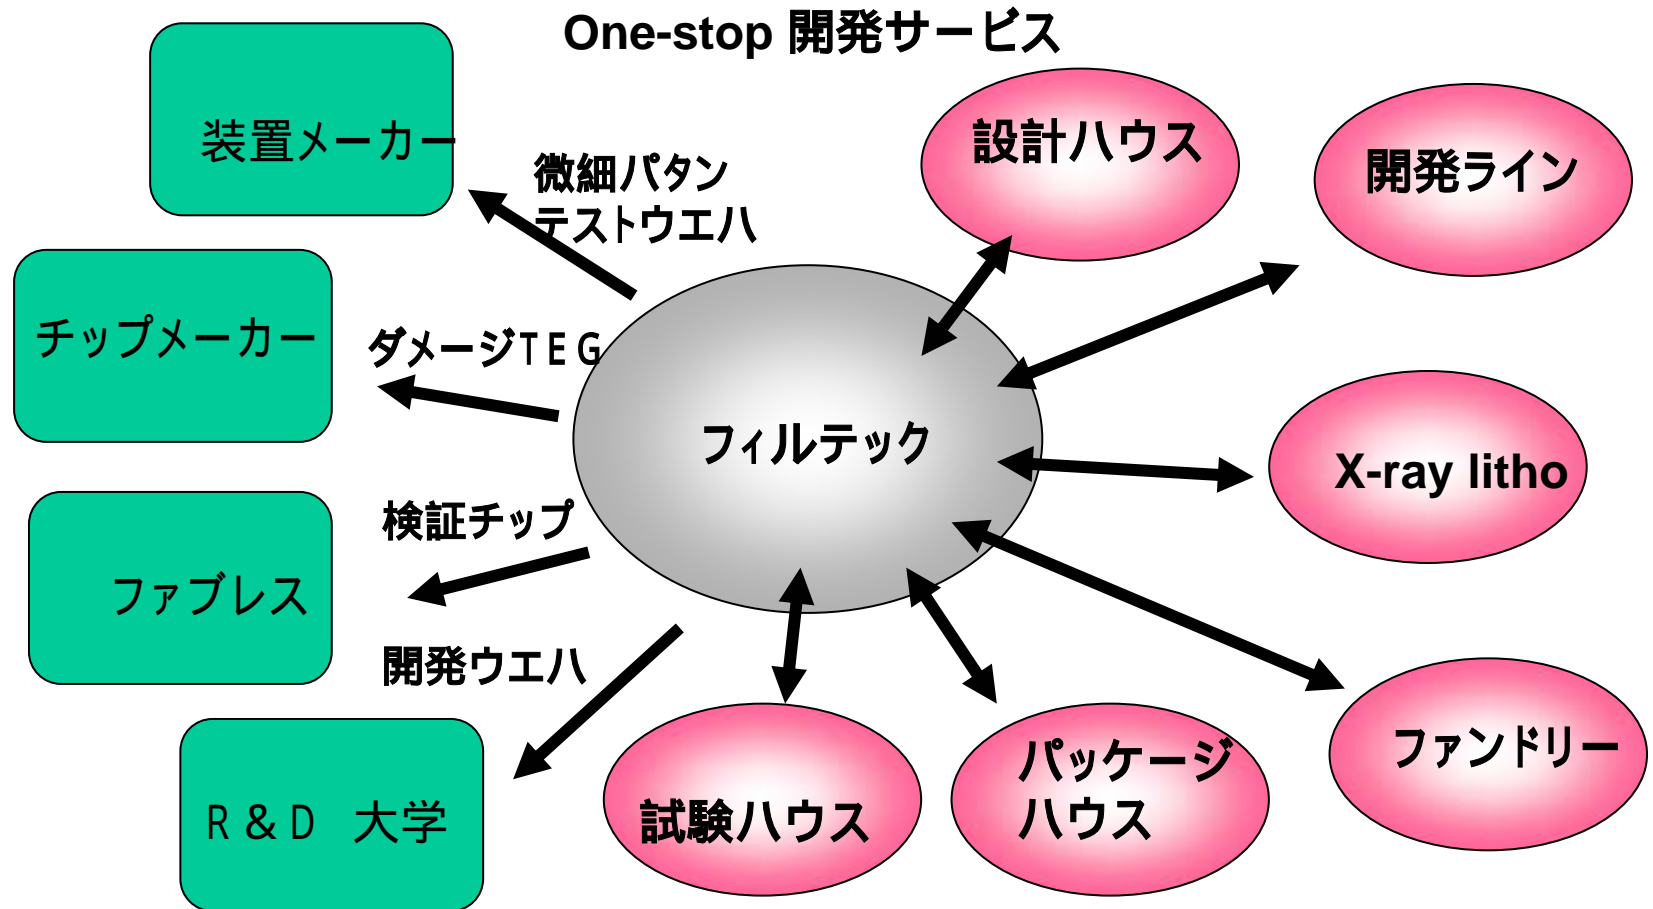 One-stop 開発サービス
装置メーカー
微細パタン
テストウエハ
設計ハウス
開発ライン
チップメーカー
ダメージＴＥＧ
フィルテック
X-ray litho
検証チップ
ファブレス
開発ウエハ
ファンドリー
パッケージ
ハウス
試験ハウス
Ｒ＆Ｄ　大学